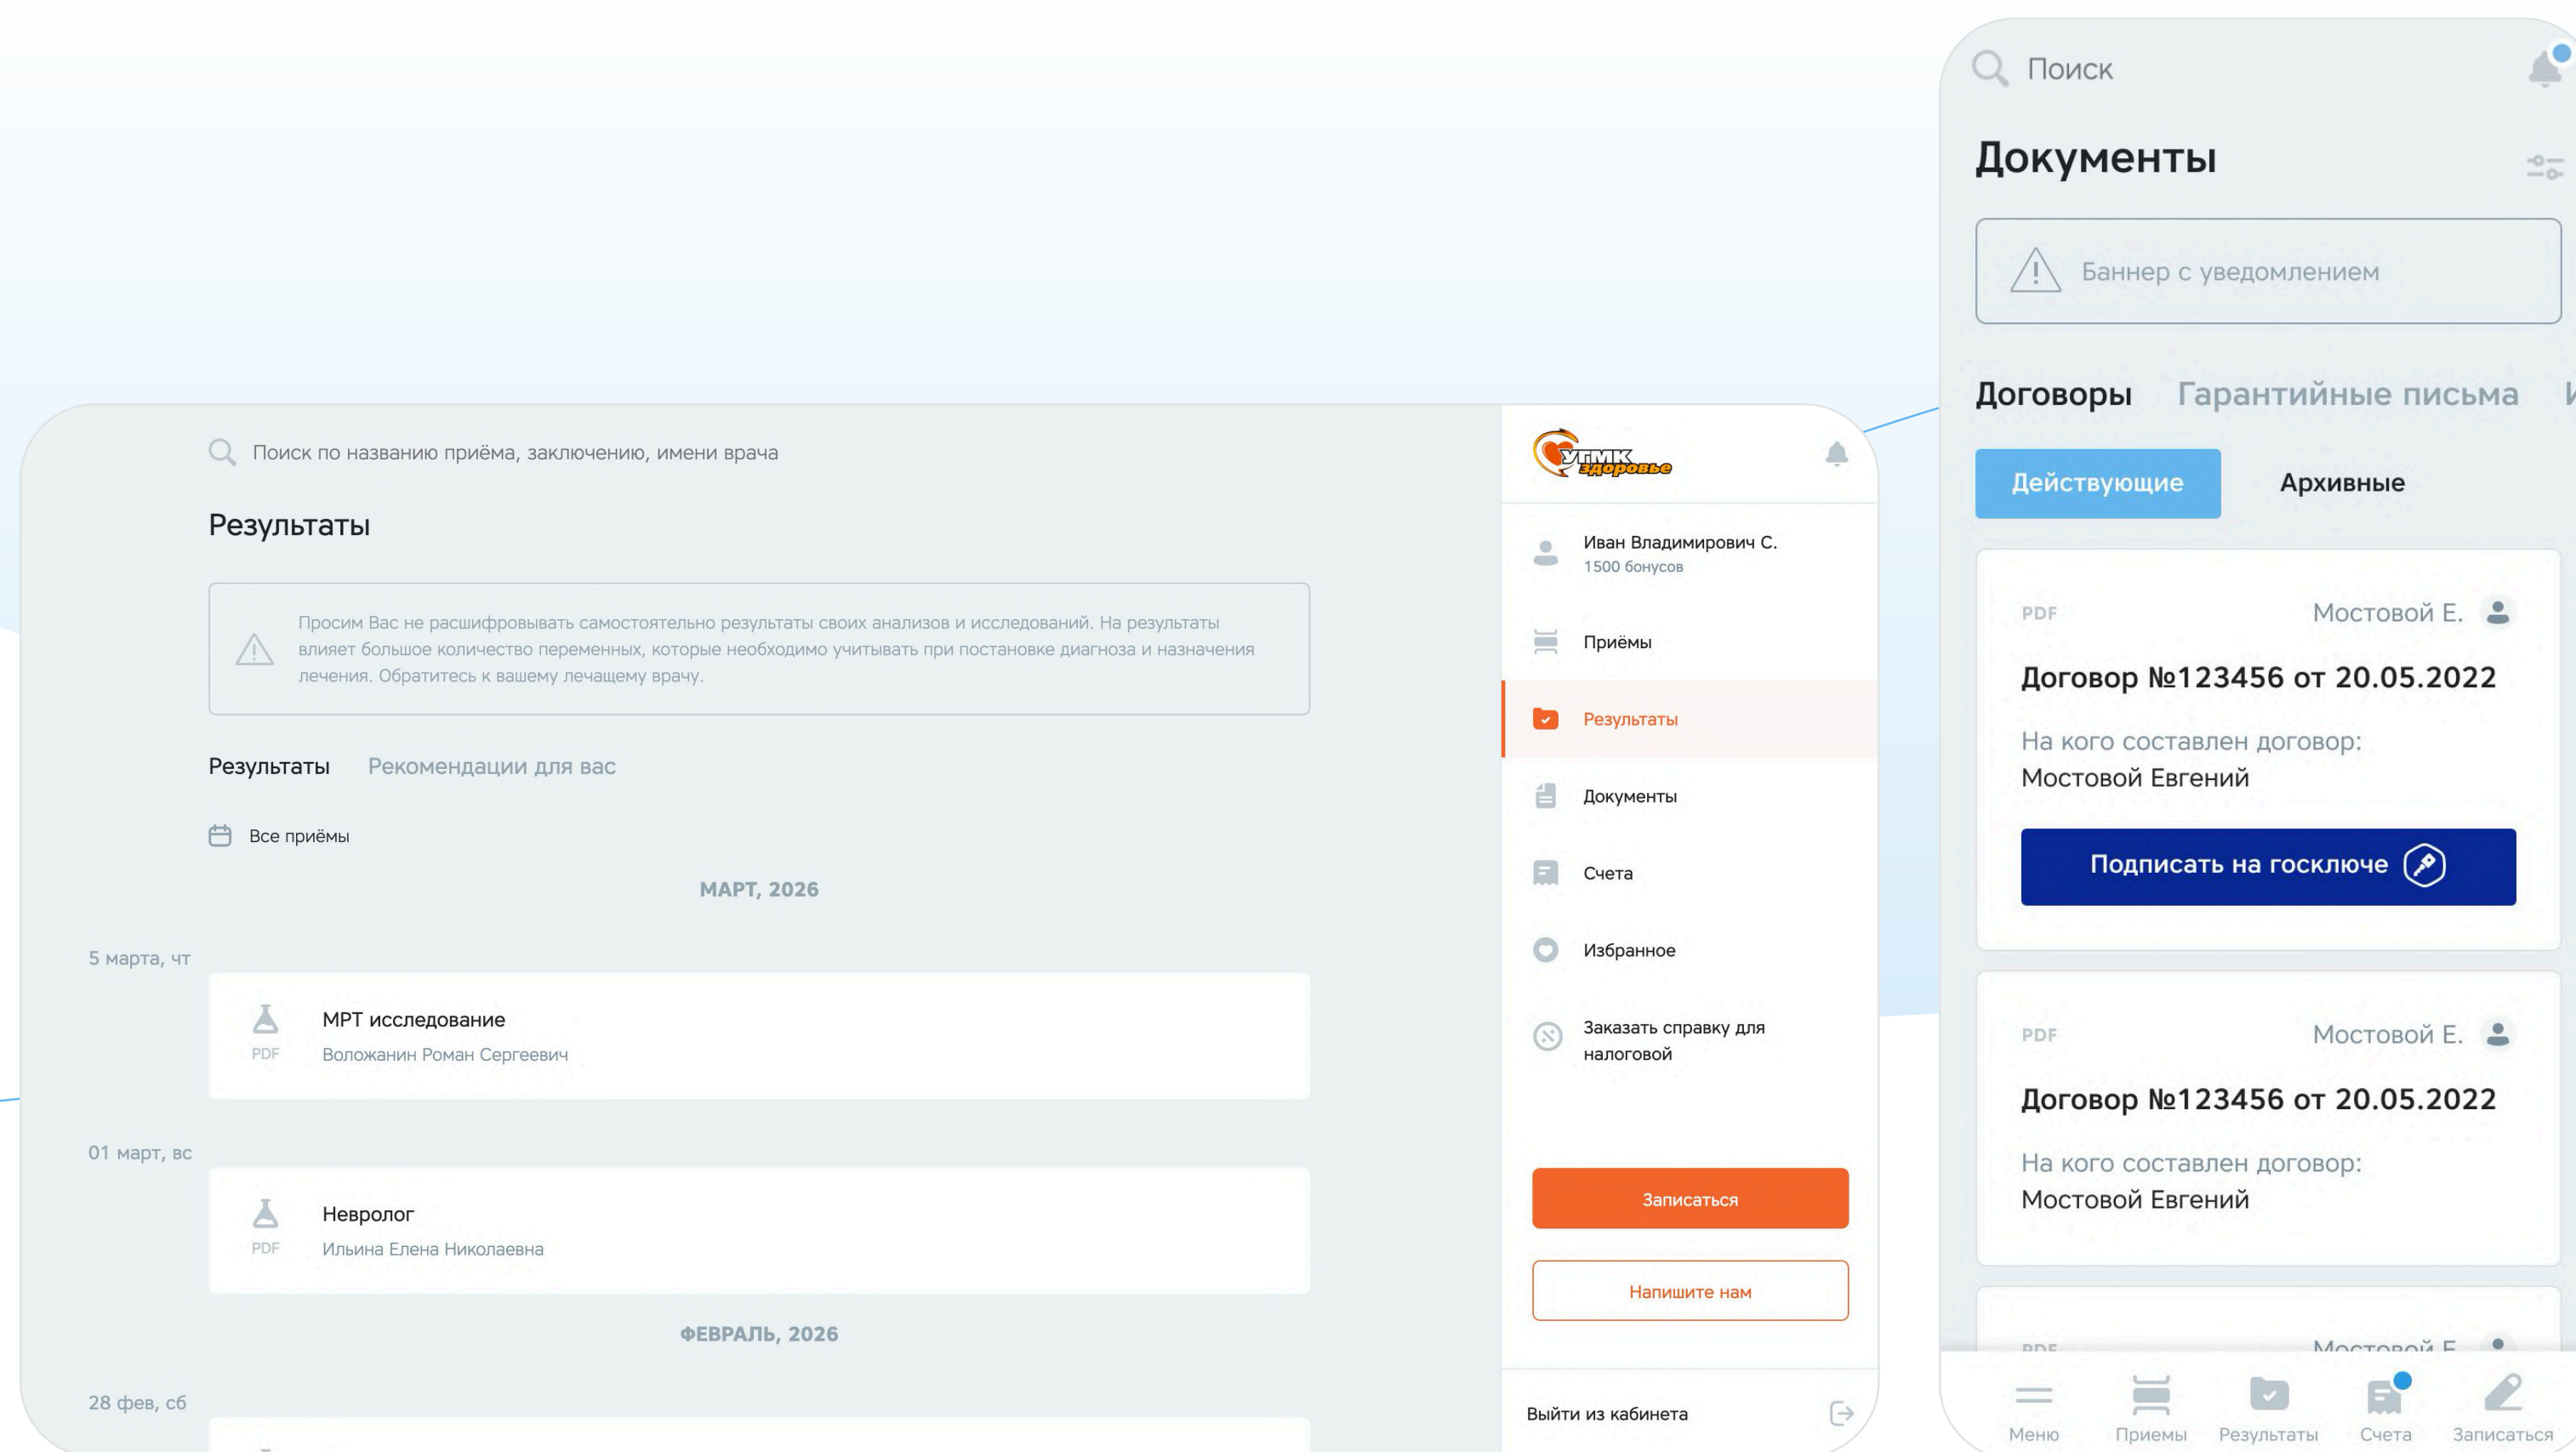 Поиск по названию приёма, заключению, имени врача
Результаты
Просим Вас не расшифровывать самостоятельно результаты своих анализов и исследований. На результаты
влияет большое количество переменных, которые необходимо учитывать при постановке диагноза и назначения
лечения. Обратитесь к вашему лечащему врачу.
Результаты
Рекомендации для вас
Все приёмы
МАРТ, 2026
5 марта, чт
МРТ исследование
PDF
Воложанин Роман Сергеевич
01 март, вс
Невролог
PDF
Ильина Елена Николаевна
ФЕВРАЛЬ, 2026
28 фев, сб
УГМК
здоровье
Иван Владимирович С.
1500 бонусов
Приёмы
Результаты
Документы
Счета
Избранное
Заказать справку для
налоговой
Записаться
Напишите нам
Выйти из кабинета
Поиск
Документы
Баннер с уведомлением
Договоры
Гарантийные письма
Действующие
Архивные
PDF
Мостовой Е.
Договор №123456 от 20.05.2022
На кого составлен договор:
Мостовой Евгений
Подписать на госключе
PDF
Мостовой Е.
Договор №123456 от 20.05.2022
На кого составлен договор:
Мостовой Евгений
PDF
Мостовой Е.
Меню
Приемы
Результаты
Счета
Записаться